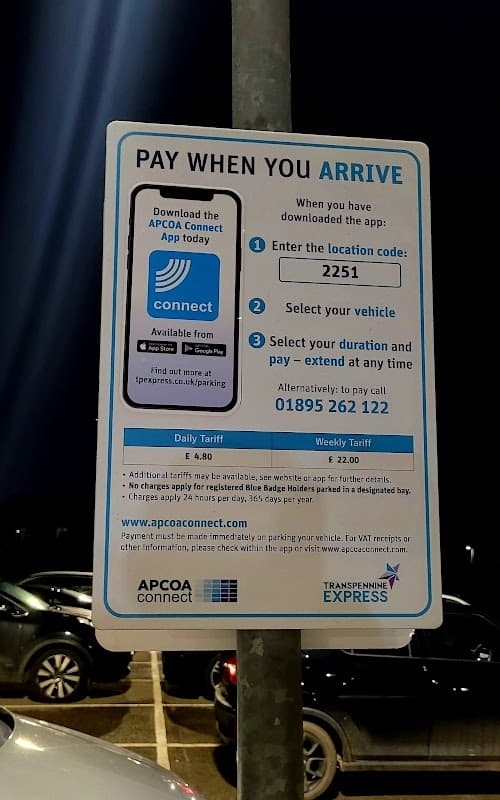 PAY WHEN YOU ARRIVE
Download the
APCOA Connect
App today
connect
Available from
App Store
Google Play
Find out more at
tpexpress.co.uk/parking
When you have
downloaded the app:
1 Enter the location code:
2251
2 Select your vehicle
3 Select your duration and
pay – extend at any time
Alternatively: to pay call
01895 262 122
Daily Tariff Weekly Tariff
£ 4.80 £ 22.00
• Additional tariffs may be available, see website or app for further details.
• No charges apply for registered Blue Badge Holders parked in a designated bay.
• Charges apply 24 hours per day, 365 days per year.
www.apcoaconnect.com
Payment must be made immediately on parking your vehicle. For VAT receipts or
other information, please check within the app or visit www.apcoaconnect.com.
APCOA
connect
TRANSPENNINE
EXPRESS